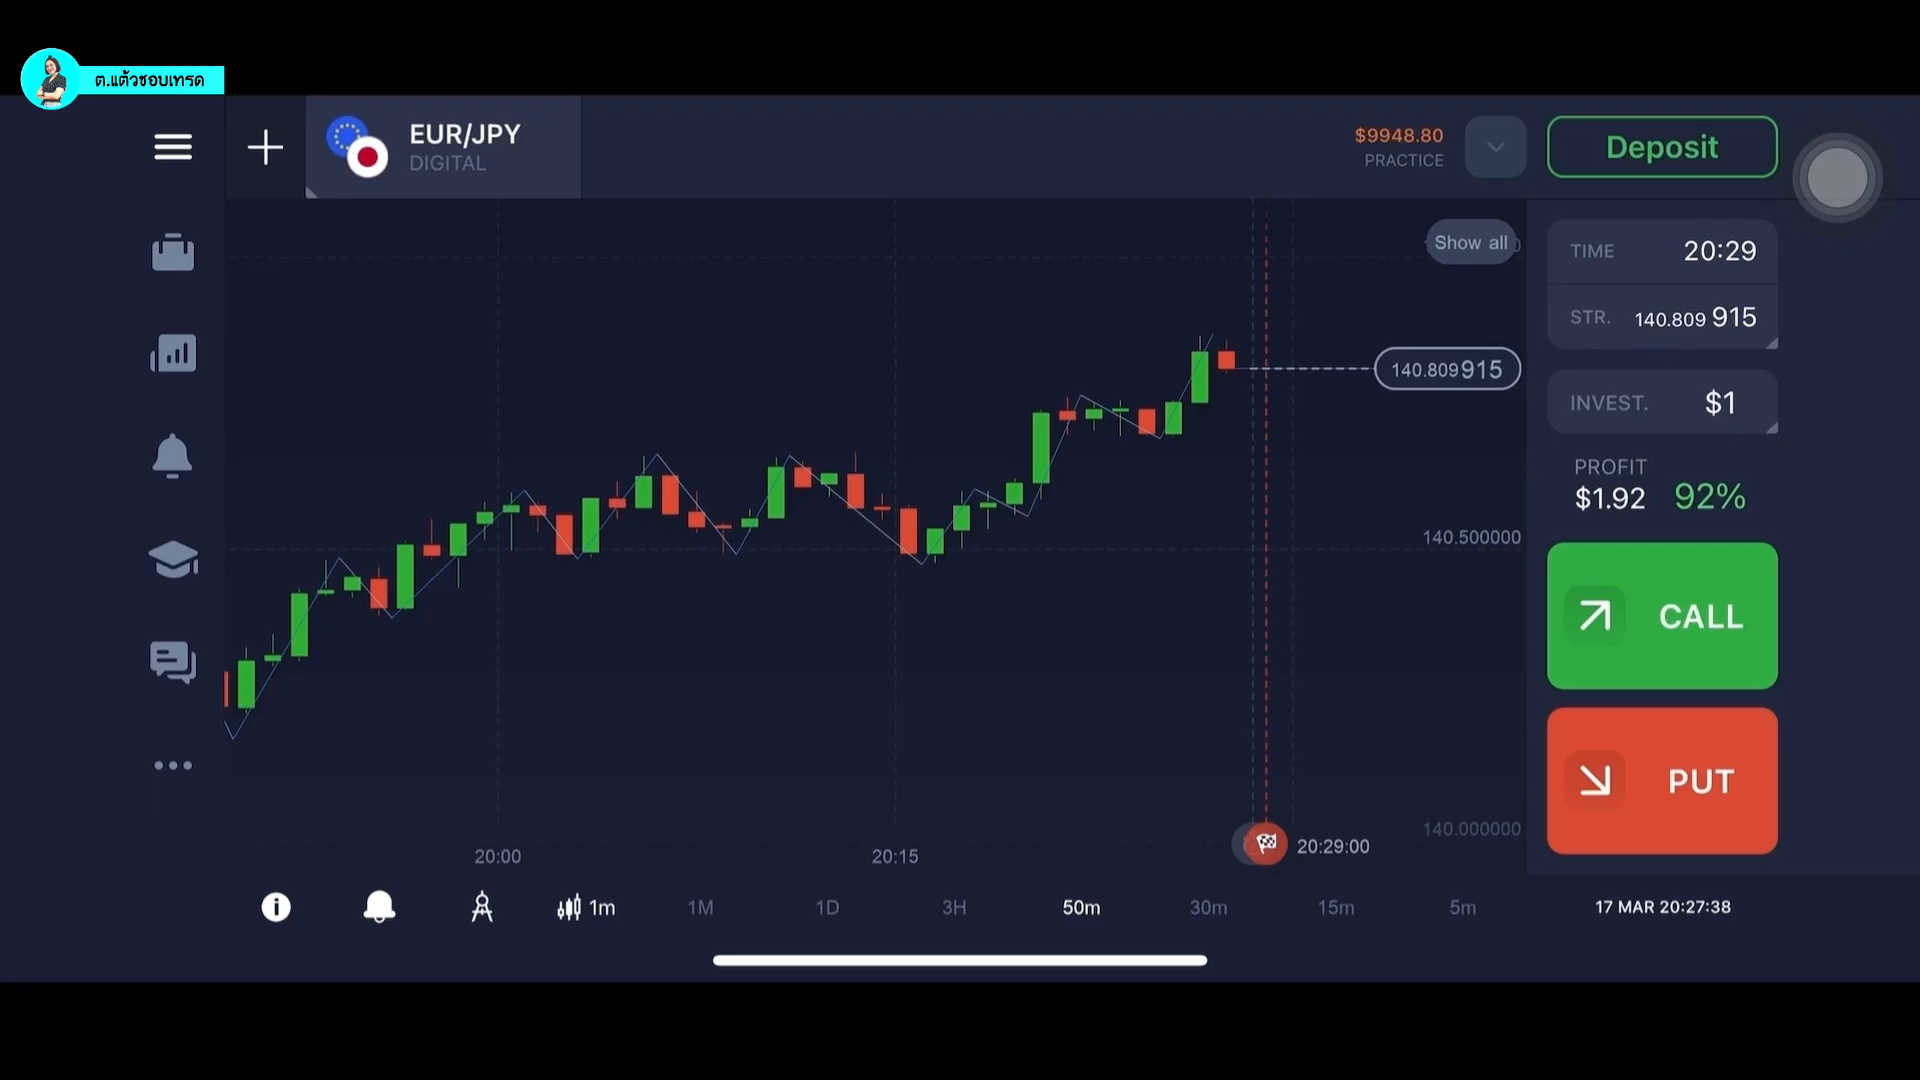 ต.แต้วชอบเทรด
EUR/JPY
DIGITAL
$9948.80
PRACTICE
Deposit
Show all
TIME 20:29
STR. 140.809 915
140.809 915
INVEST. $1
PROFIT
$1.92 92%
140.500000
CALL
PUT
140.000000
20:00 20:15 20:29:00
1m 1M 1D 3H 50m 30m 15m 5m 17 MAR 20:27:38